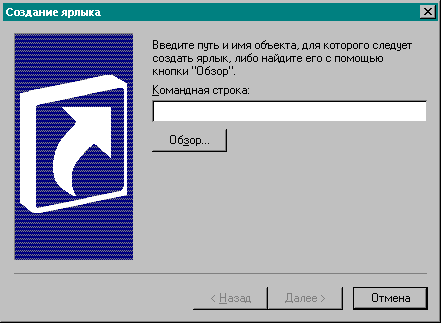 Создание ярлыка
Введите путь и имя объекта, для которого следует
создать ярлык, либо найдите его с помощью
кнопки "Обзор".
Командная строка:
Обзор...
< Назад
Далее >
Отмена